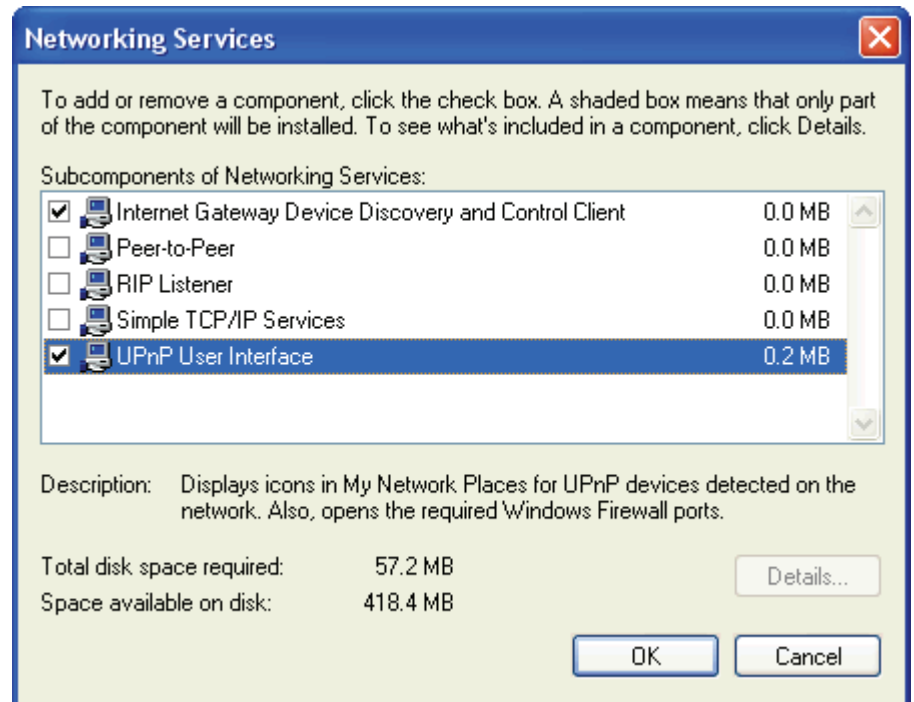 Networking Services
To add or remove a component, click the check box. A shaded box means that only part
of the component will be installed. To see what's included in a component, click Details.
Subcomponents of Networking Services:
Internet Gateway Device Discovery and Control Client 0.0 MB
Peer-to-Peer 0.0 MB
RIP Listener 0.0 MB
Simple TCP/IP Services 0.0 MB
UPnP User Interface 0.2 MB
Description: Displays icons in My Network Places for UPnP devices detected on the
network. Also, opens the required Windows Firewall ports.
Total disk space required: 57.2 MB
Space available on disk: 418.4 MB
Details...
OK Cancel